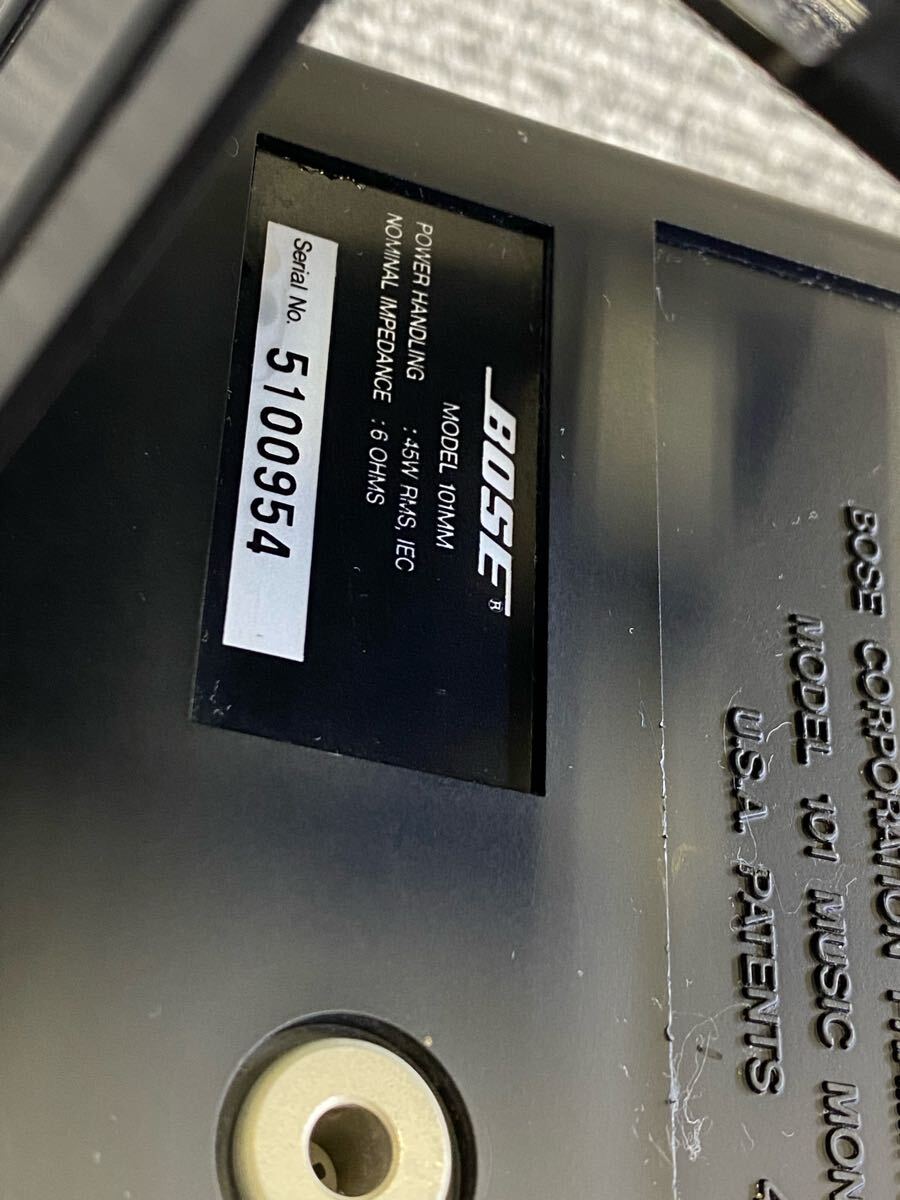 BOSE®
MODEL 101MM
POWER HANDLING : 45W RMS, IEC
NOMINAL IMPEDANCE : 6 OHMS
Serial No. 5100954
BOSE CORPORATION
MODEL 101 MUSIC MON
U.S.A. PATENTS